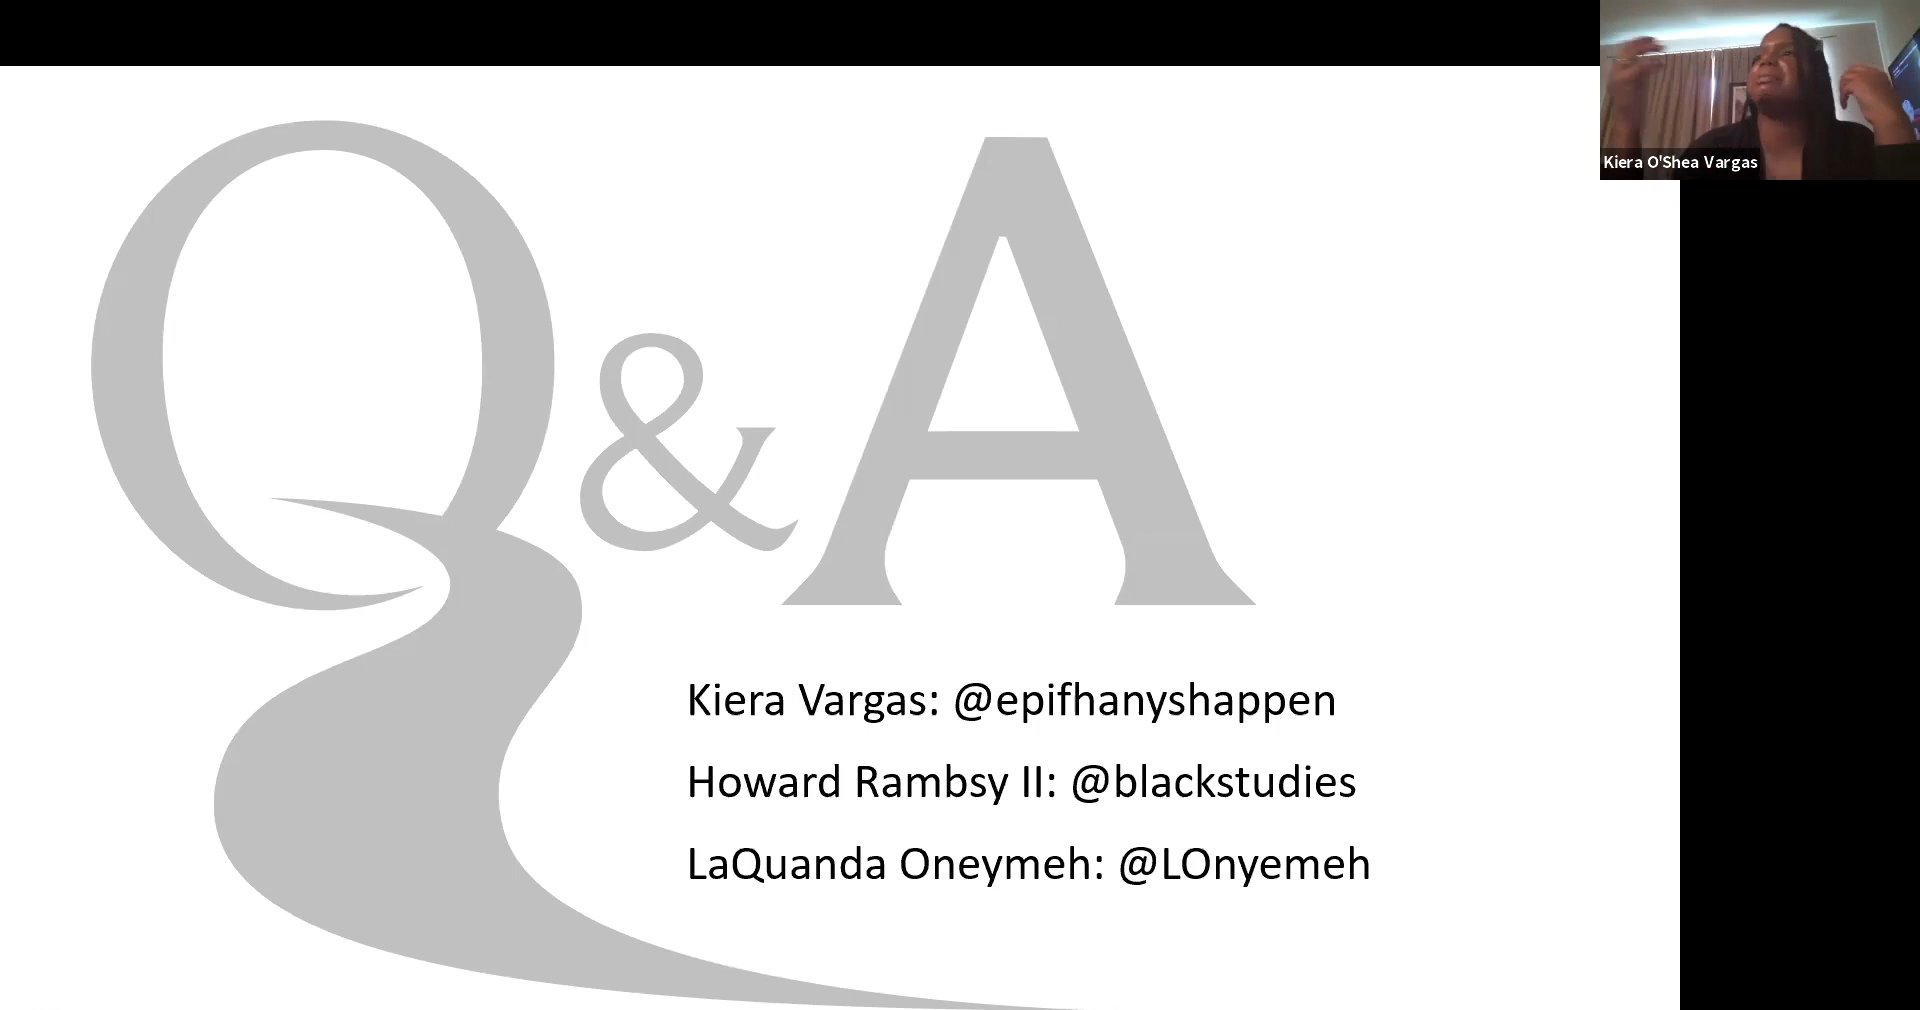 Kiera O'Shea Vargas
Q&A
Kiera Vargas: @epifhanyshappen
Howard Rambsy II: @blackstudies
LaQuanda Oneymeh: @LOnyemeh